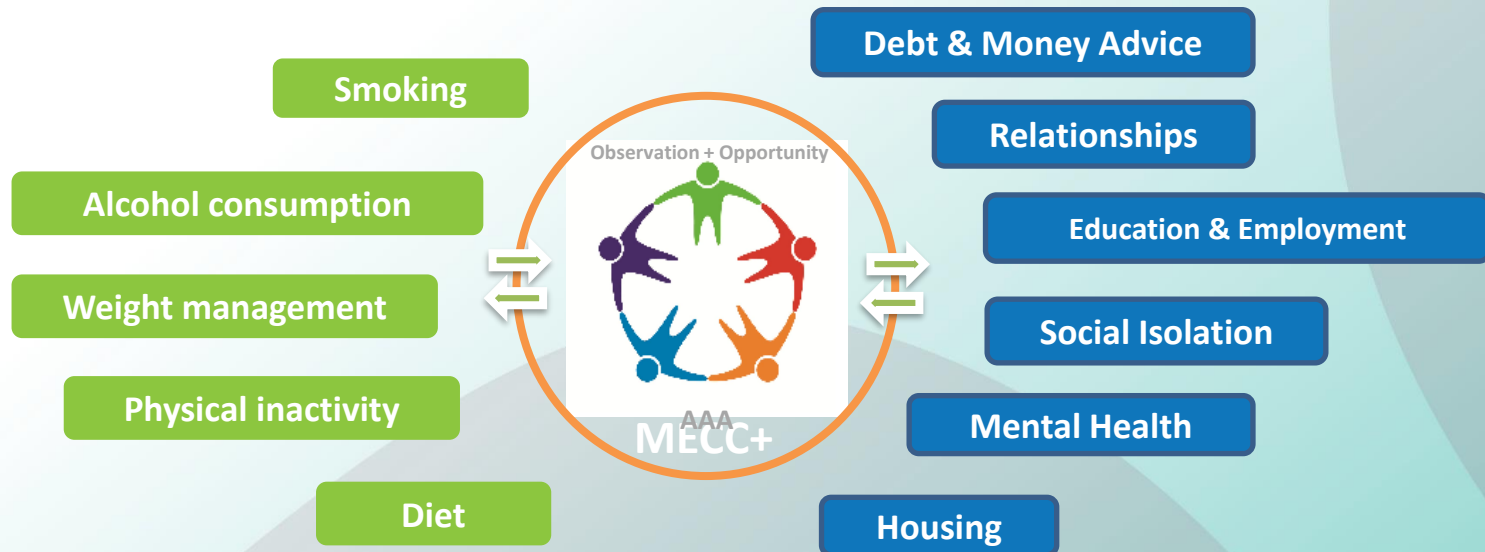 Smoking
Alcohol consumption
Weight management
Physical inactivity
Diet
Observation + Opportunity
AAA
MECC+
Debt & Money Advice
Relationships
Education & Employment
Social Isolation
Mental Health
Housing